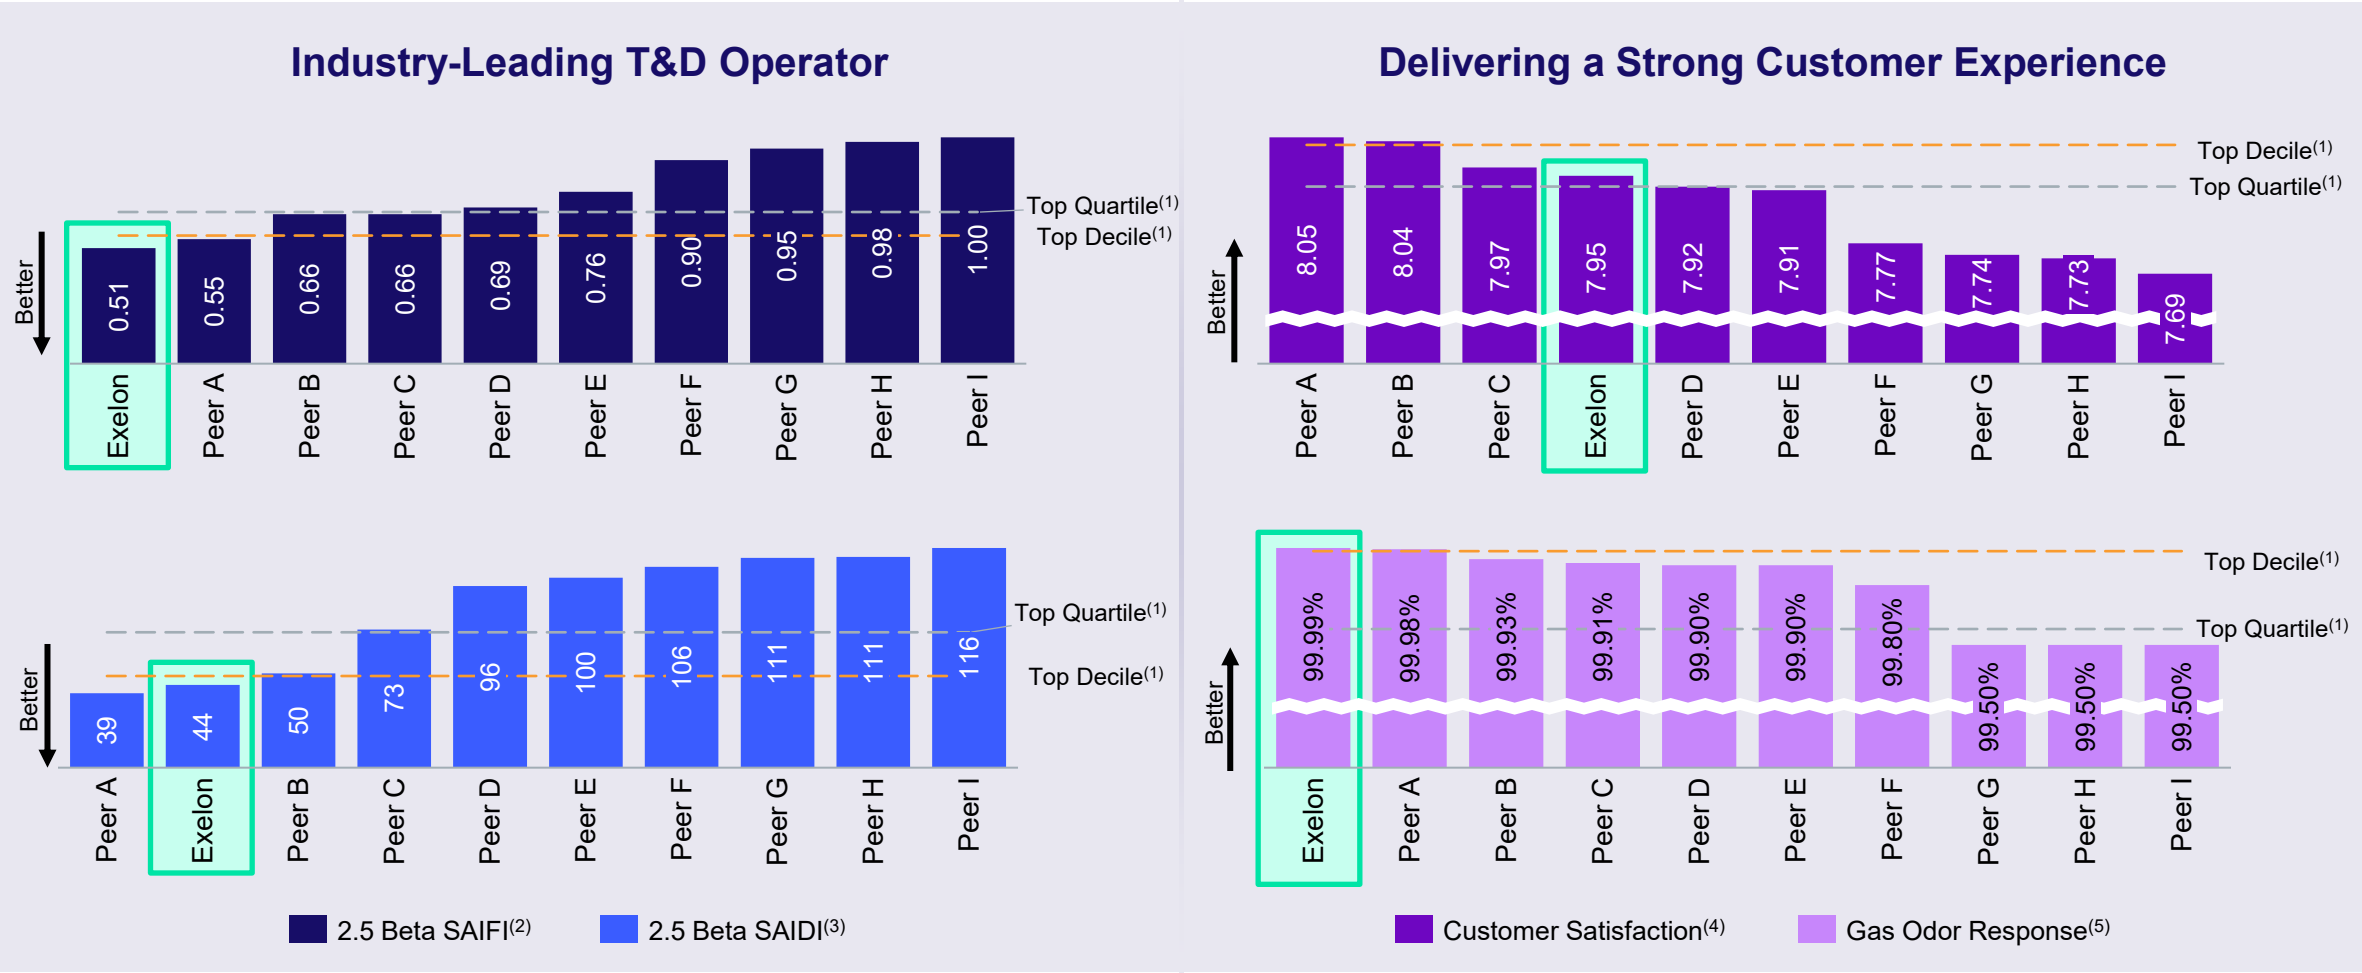 Industry-Leading T&D Operator
Better
0.51
0.55
0.66
0.66
0.69
0.76
0.90
0.95
0.98
1.00
Top Quartile(1)
Top Decile(1)
Exelon
Peer A
Peer B
Peer C
Peer D
Peer E
Peer F
Peer G
Peer H
Peer I
Better
39
44
50
73
96
100
106
111
111
116
Top Quartile(1)
Top Decile(1)
Peer A
Exelon
Peer B
Peer C
Peer D
Peer E
Peer F
Peer G
Peer H
Peer I
2.5 Beta SAIFI(2)
2.5 Beta SAIDI(3)
Delivering a Strong Customer Experience
Better
8.05
8.04
7.97
7.95
7.92
7.91
7.77
7.74
7.73
7.69
Top Decile(1)
Top Quartile(1)
Peer A
Peer B
Peer C
Exelon
Peer D
Peer E
Peer F
Peer G
Peer H
Peer I
Better
99.99%
99.98%
99.93%
99.91%
99.90%
99.90%
99.80%
99.50%
99.50%
99.50%
Top Decile(1)
Top Quartile(1)
Exelon
Peer A
Peer B
Peer C
Peer D
Peer E
Peer F
Peer G
Peer H
Peer I
Customer Satisfaction(4)
Gas Odor Response(5)